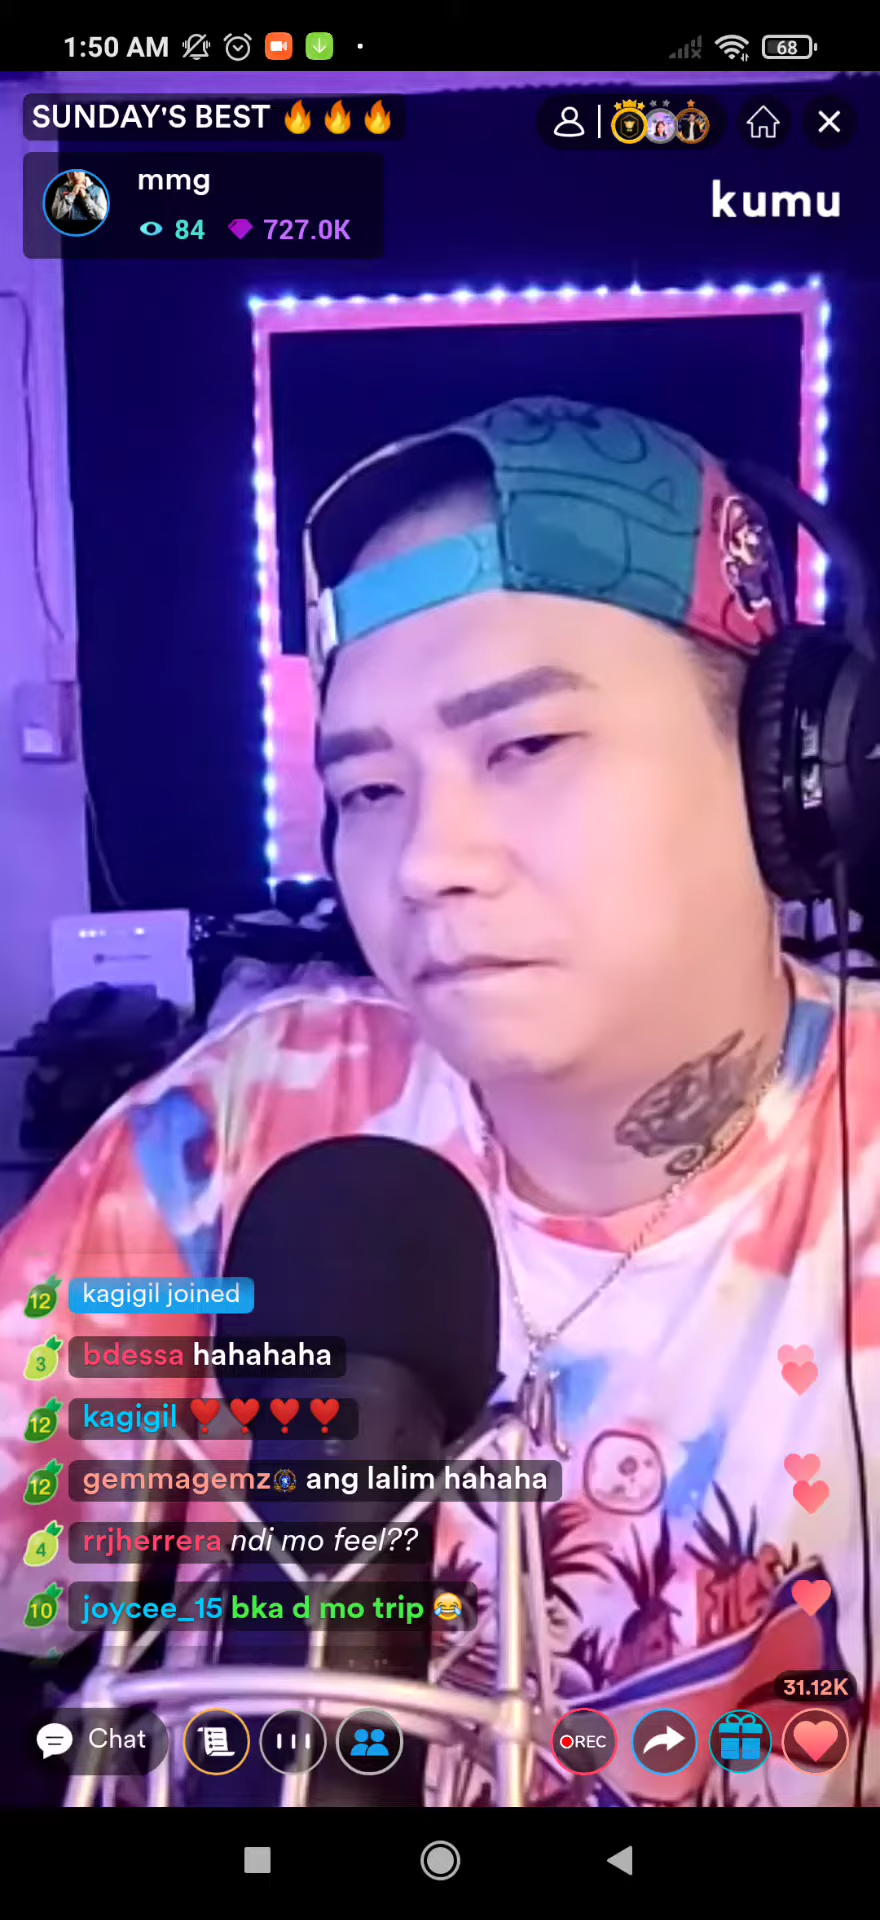 1:50 AM
68
SUNDAY'S BEST 🔥🔥🔥
mmg
84 727.0K
kumu
12 kagigil joined
3 bdessa hahahaha
12 kagigil ❣❣❣❣
12 gemmagemz ang lalim hahaha
4 rrjherrera ndi mo feel??
10 joycee_15 bka d mo trip 😂
31.12K
Chat
REC